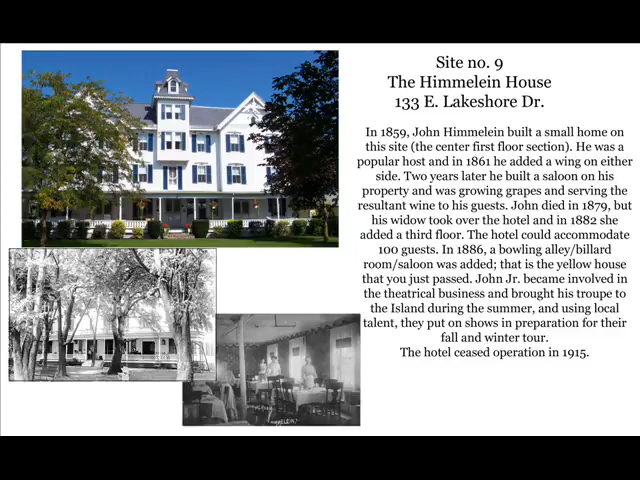 Site no. 9
The Himmelein House
133 E. Lakeshore Dr.
In 1859, John Himmelein built a small home on
this site (the center first floor section). He was a
popular host and in 1861 he added a wing on either
side. Two years later he built a saloon on his
property and was growing grapes and serving the
resultant wine to his guests. John died in 1879, but
his widow took over the hotel and in 1882 she
added a third floor. The hotel could accommodate
100 guests. In 1886, a bowling alley/billard
room/saloon was added; that is the yellow house
that you just passed. John Jr. became involved in
the theatrical business and brought his troupe to
the Island during the summer, and using local
talent, they put on shows in preparation for their
fall and winter tour.
The hotel ceased operation in 1915.